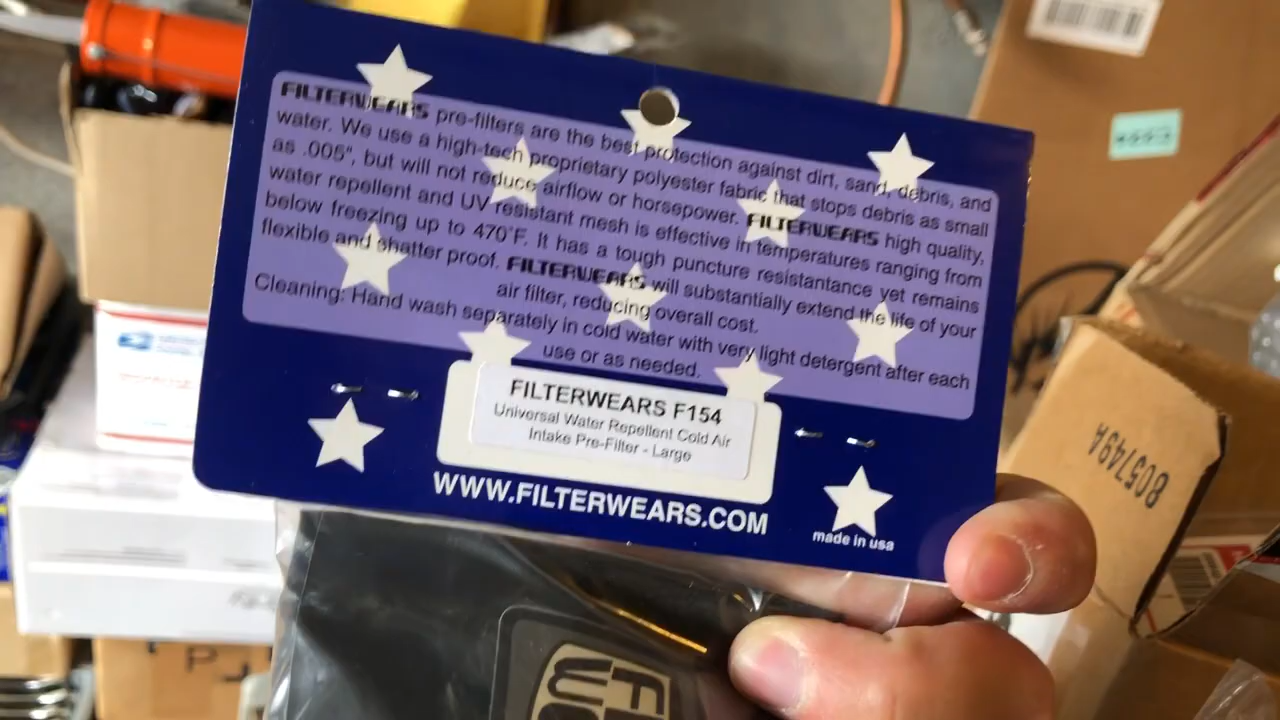 FILTERWEARS pre-filters are the best protection against dirt, sand, debris, and
water. We use a high-tech proprietary polyester fabric that stops debris as small
as .005", but will not reduce airflow or horsepower. FILTERWEARS high quality,
water repellent and UV resistant mesh is effective in temperatures ranging from
below freezing up to 470°F. It has a tough puncture resistantance yet remains
flexible and shatter proof. FILTERWEARS will substantially extend the life of your
air filter, reducing overall cost.
Cleaning: Hand wash separately in cold water with very light detergent after each
use or as needed.
FILTERWEARS F154
Universal Water Repellent Cold Air
Intake Pre-Filter - Large
WWW.FILTERWEARS.COM
made in usa
805749A